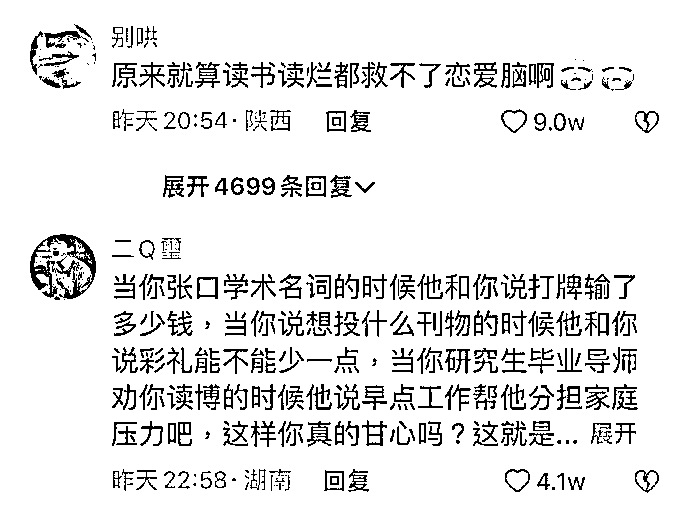 别哄
原来就算读书读烂都救不了恋爱脑啊
昨天 20:54 · 陕西 回复 9.0w
展开 4699 条回复
二Q璽
当你张口学术名词的时候他和你说打牌输了
多少钱，当你说想投什么刊物的时候他和你
说彩礼能不能少一点，当你研究生毕业导师
劝你读博的时候他说早点工作帮他分担家庭
压力吧，这样你真的甘心吗？这就是... 展开
昨天 22:58 · 湖南 回复 4.1w